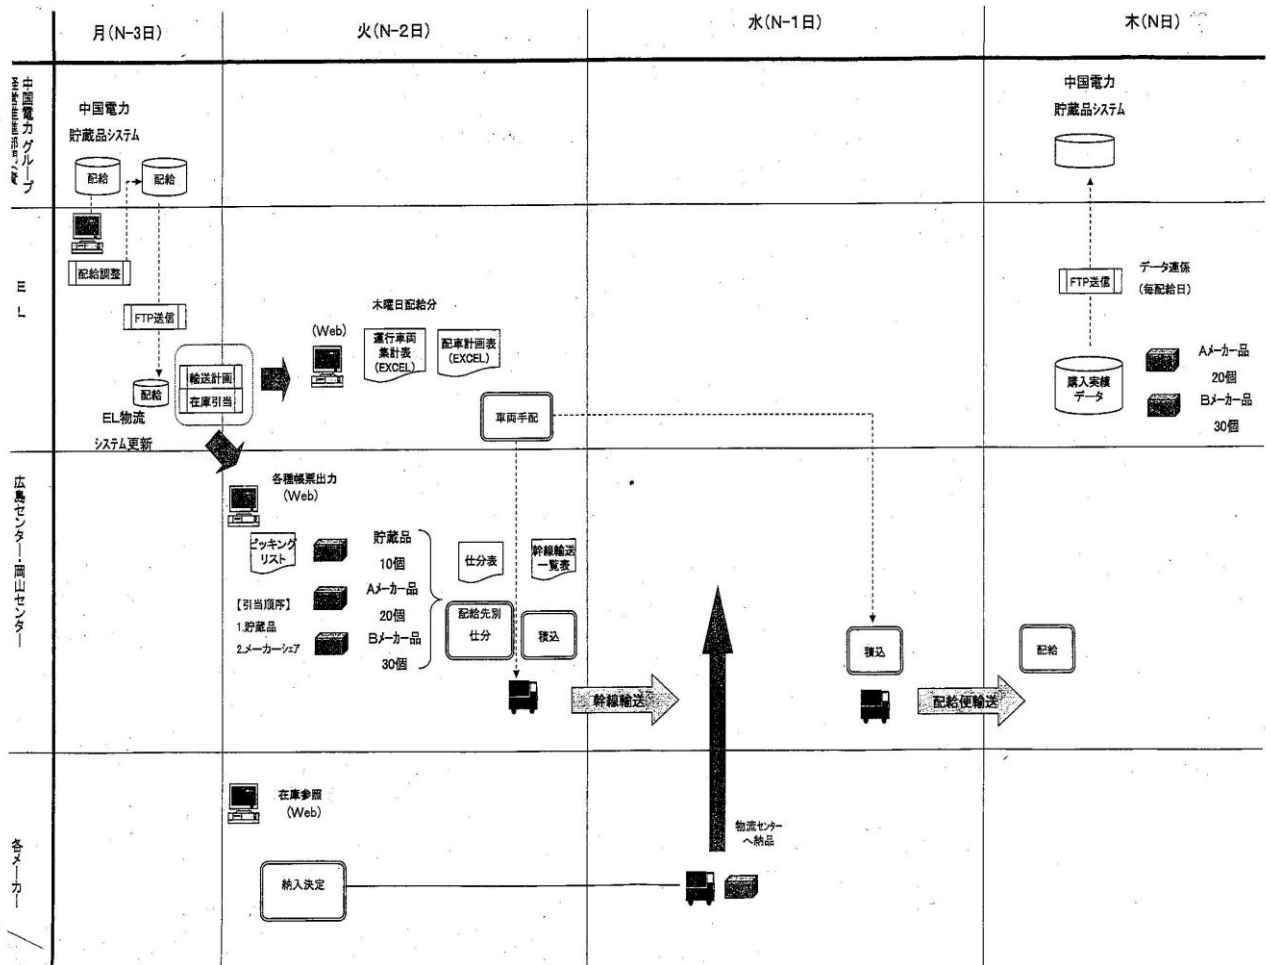 月(N-3日)
火(N-2日)
水(N-1日)
木(N日)
中国電力グループ
中国電力
貯蔵品システム
配給
配給
中国電力
貯蔵品システム
EL
配給調整
FTP送信
配給
EL物流
システム更新
輸送計画
在庫引当
(Web)
木曜日配給分
運行車両
集計表
(EXCEL)
配車計画表
(EXCEL)
車両手配
FTP送信
データ連係
(毎配給日)
購入実績
データ
Aメーカー品
20個
Bメーカー品
30個
広島センター・岡山センター
各種帳票出力
(Web)
ピッキング
リスト
【引当順序】
1.貯蔵品
2.メーカーシェア
貯蔵品
10個
Aメーカー品
20個
Bメーカー品
30個
仕分表
幹線輸送
一覧表
配給先別
仕分
積込
幹線輸送
積込
配給便輸送
配給
各メーカー
在庫参照
(Web)
納入決定
物流センター
へ納品